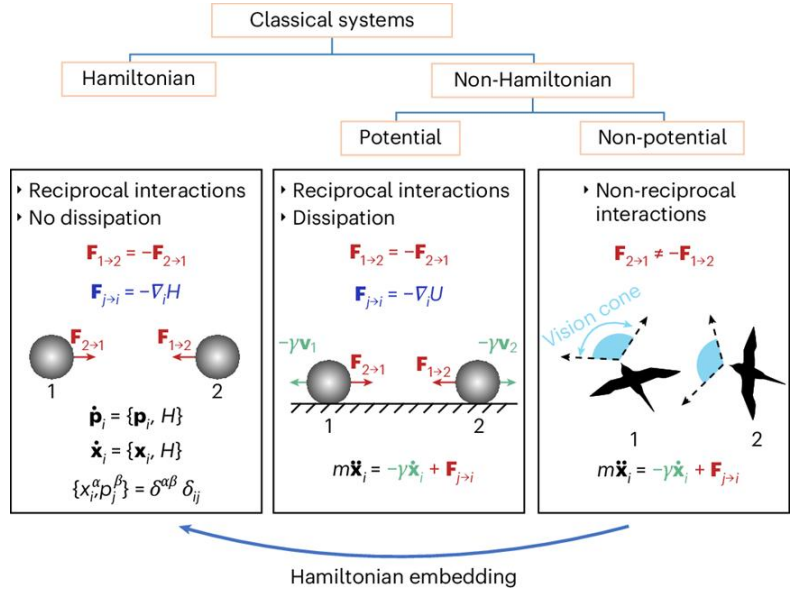 Classical systems
Hamiltonian
Non-Hamiltonian
Potential
Non-potential
‣ Reciprocal interactions
‣ No dissipation
F₁→₂ = −F₂→₁
Fⱼ→ᵢ = −∇ᵢH
F₂→₁
F₁→₂
1
2
ṗᵢ = {pᵢ, H}
ẋᵢ = {xᵢ, H}
{xᵢᵅ, pⱼᵝ} = δᵅᵝ δᵢⱼ
‣ Reciprocal interactions
‣ Dissipation
F₁→₂ = −F₂→₁
Fⱼ→ᵢ = −∇ᵢU
−γv₁
−γv₂
F₂→₁
F₁→₂
1
2
mẍᵢ = −γẋᵢ + Fⱼ→ᵢ
‣ Non-reciprocal
interactions
F₂→₁ ≠ −F₁→₂
Vision cone
1
2
mẍᵢ = −γẋᵢ + Fⱼ→ᵢ
Hamiltonian embedding